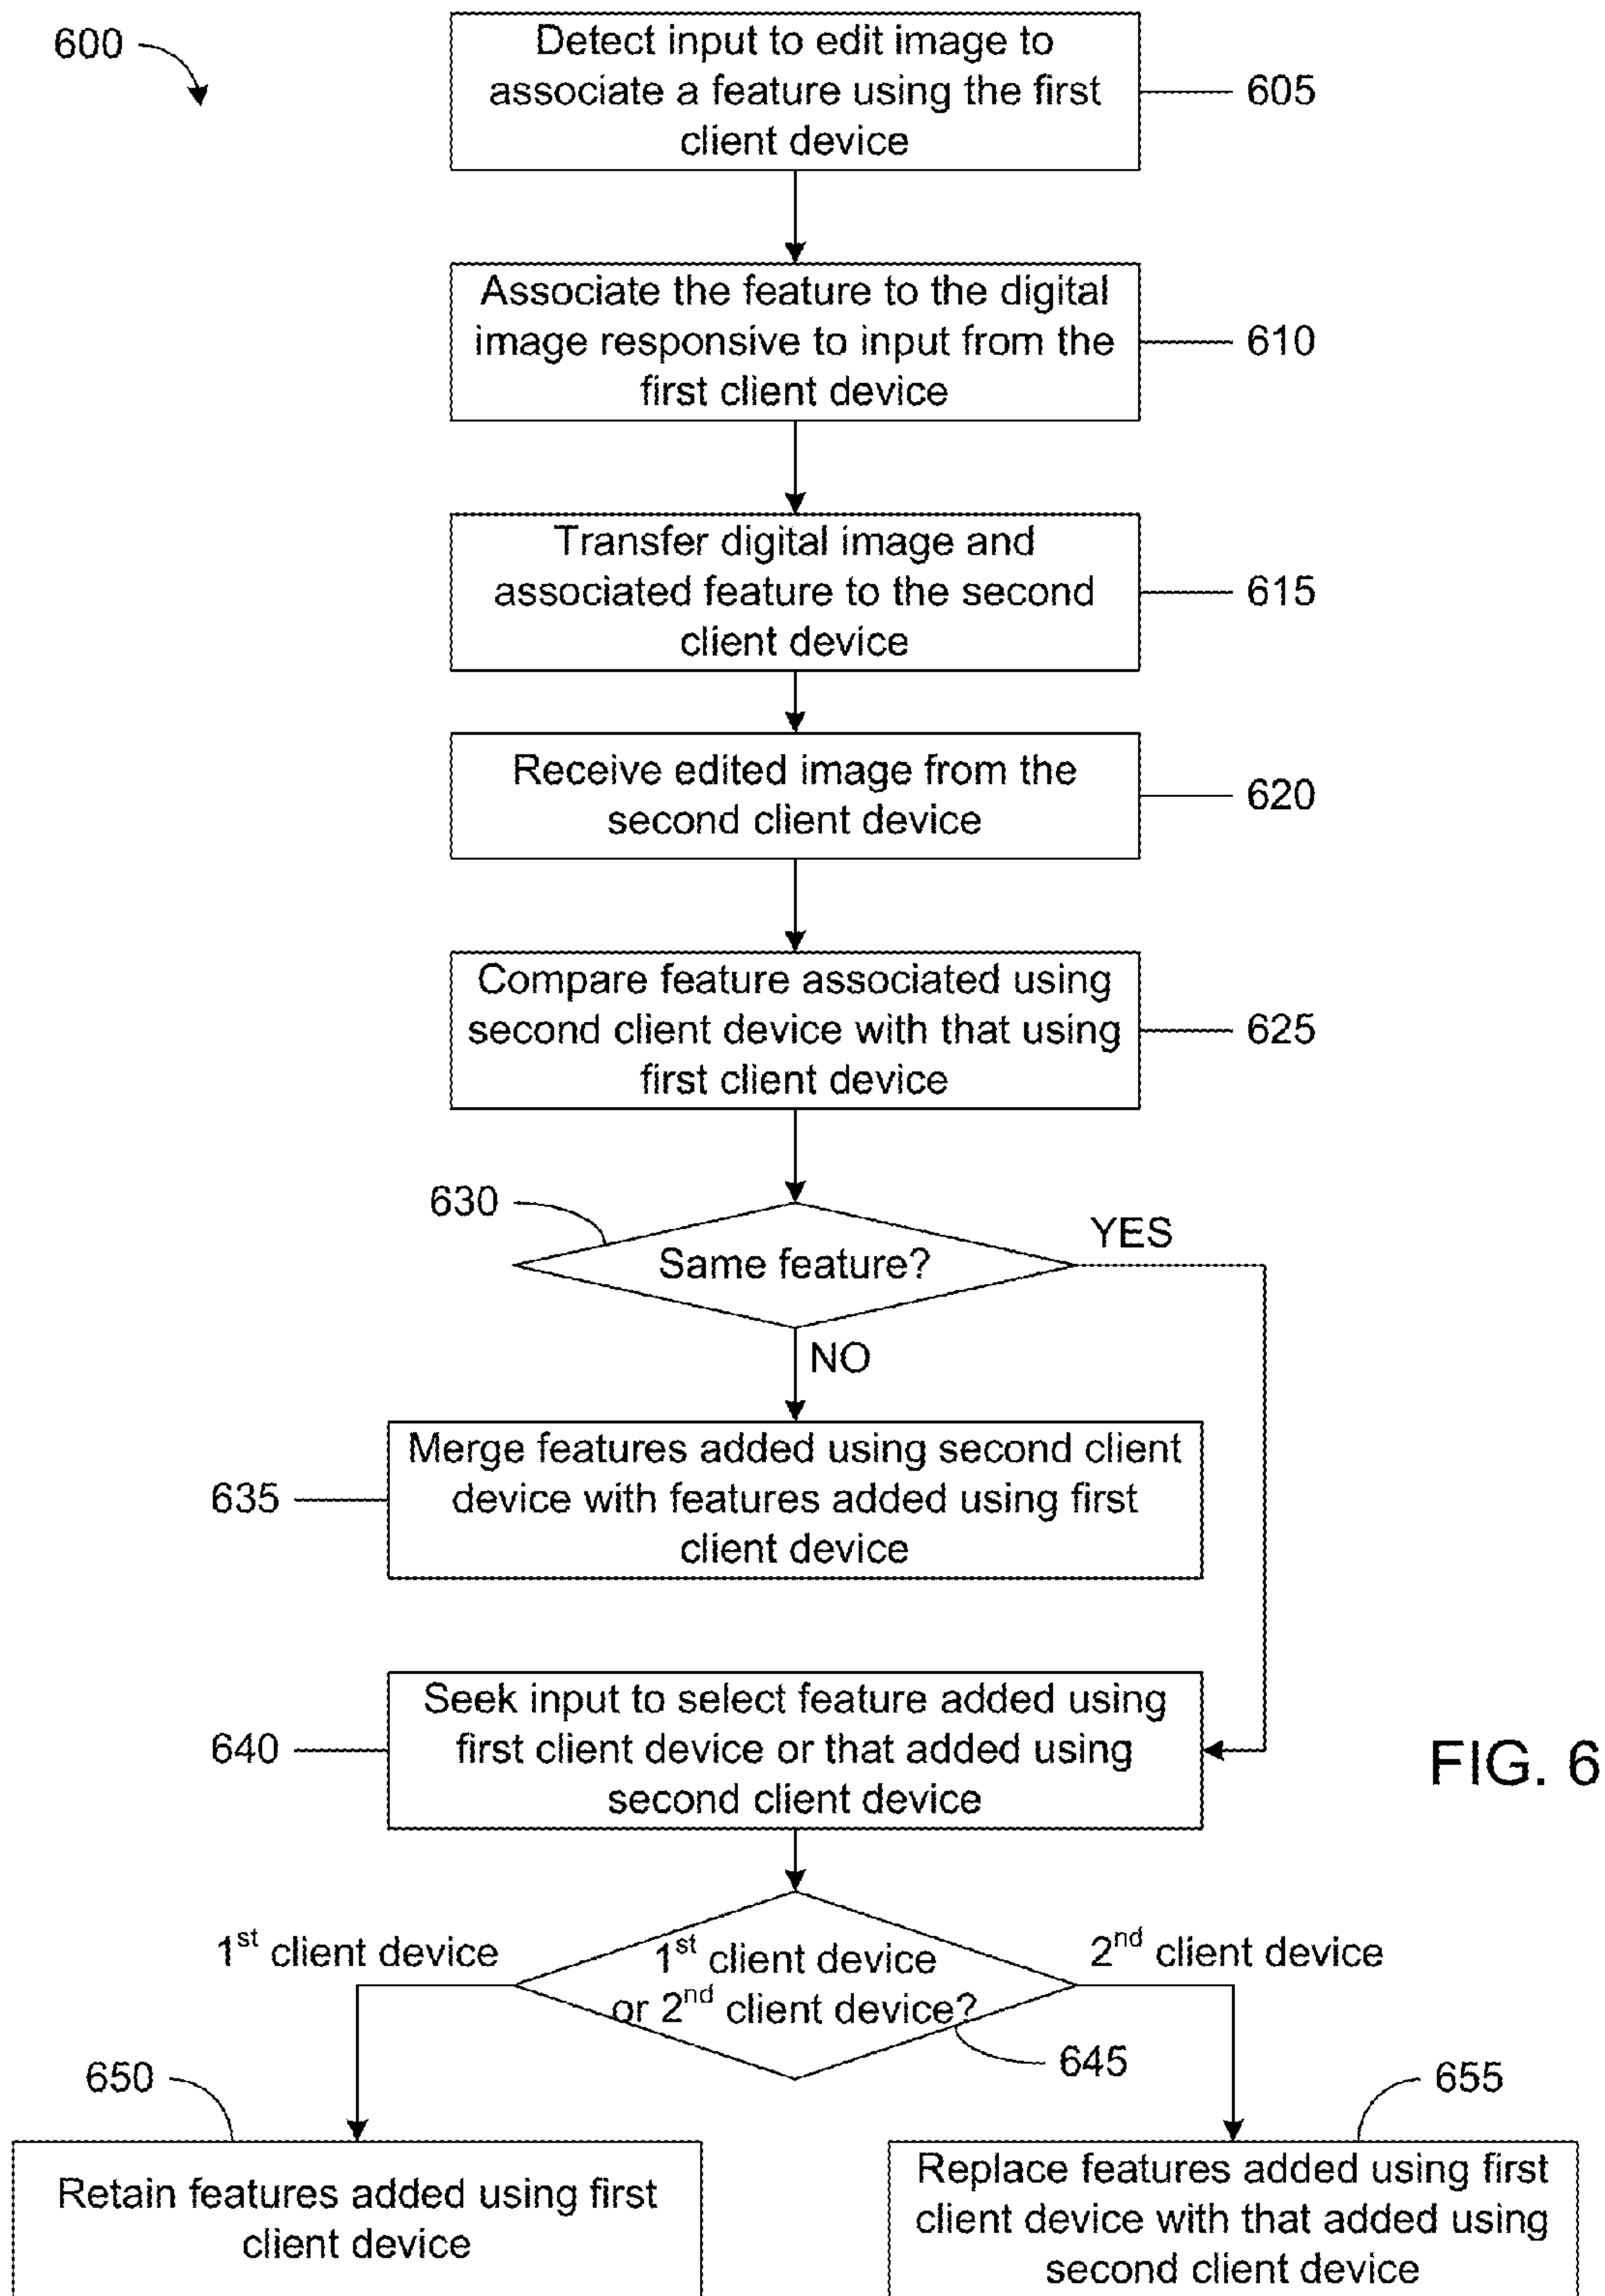 600
Detect input to edit image to
associate a feature using the first
client device
605
Associate the feature to the digital
image responsive to input from the
first client device
610
Transfer digital image and
associated feature to the second
client device
615
Receive edited image from the
second client device
620
Compare feature associated using
second client device with that using
first client device
625
630
Same feature?
YES
NO
Merge features added using second client
device with features added using first
client device
635
Seek input to select feature added using
first client device or that added using
second client device
640
FIG. 6
1st client device
1st client device
or 2nd client device?
2nd client device
645
650
655
Retain features added using first
client device
Replace features added using first
client device with that added using
second client device